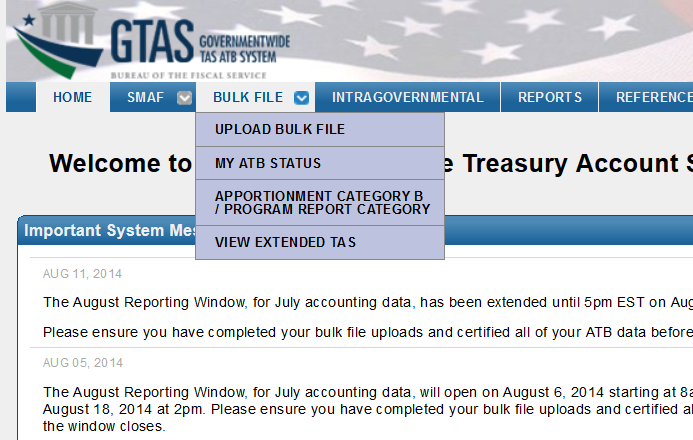 GTAS GOVERNMENTWIDE
TAS ATB SYSTEM
BUREAU OF THE FISCAL SERVICE
HOME SMAF BULK FILE INTRAGOVERNMENTAL REPORTS REFERENCE
UPLOAD BULK FILE
MY ATB STATUS
APPORTIONMENT CATEGORY B
/ PROGRAM REPORT CATEGORY
VIEW EXTENDED TAS
Welcome to e Treasury Account S
Important System Mes
AUG 11, 2014
The August Reporting Window, for July accounting data, has been extended until 5pm EST on Aug
Please ensure you have completed your bulk file uploads and certified all of your ATB data before
AUG 05, 2014
The August Reporting Window, for July accounting data, will open on August 6, 2014 starting at 8a
August 18, 2014 at 2pm. Please ensure you have completed your bulk file uploads and certified al
the window closes.